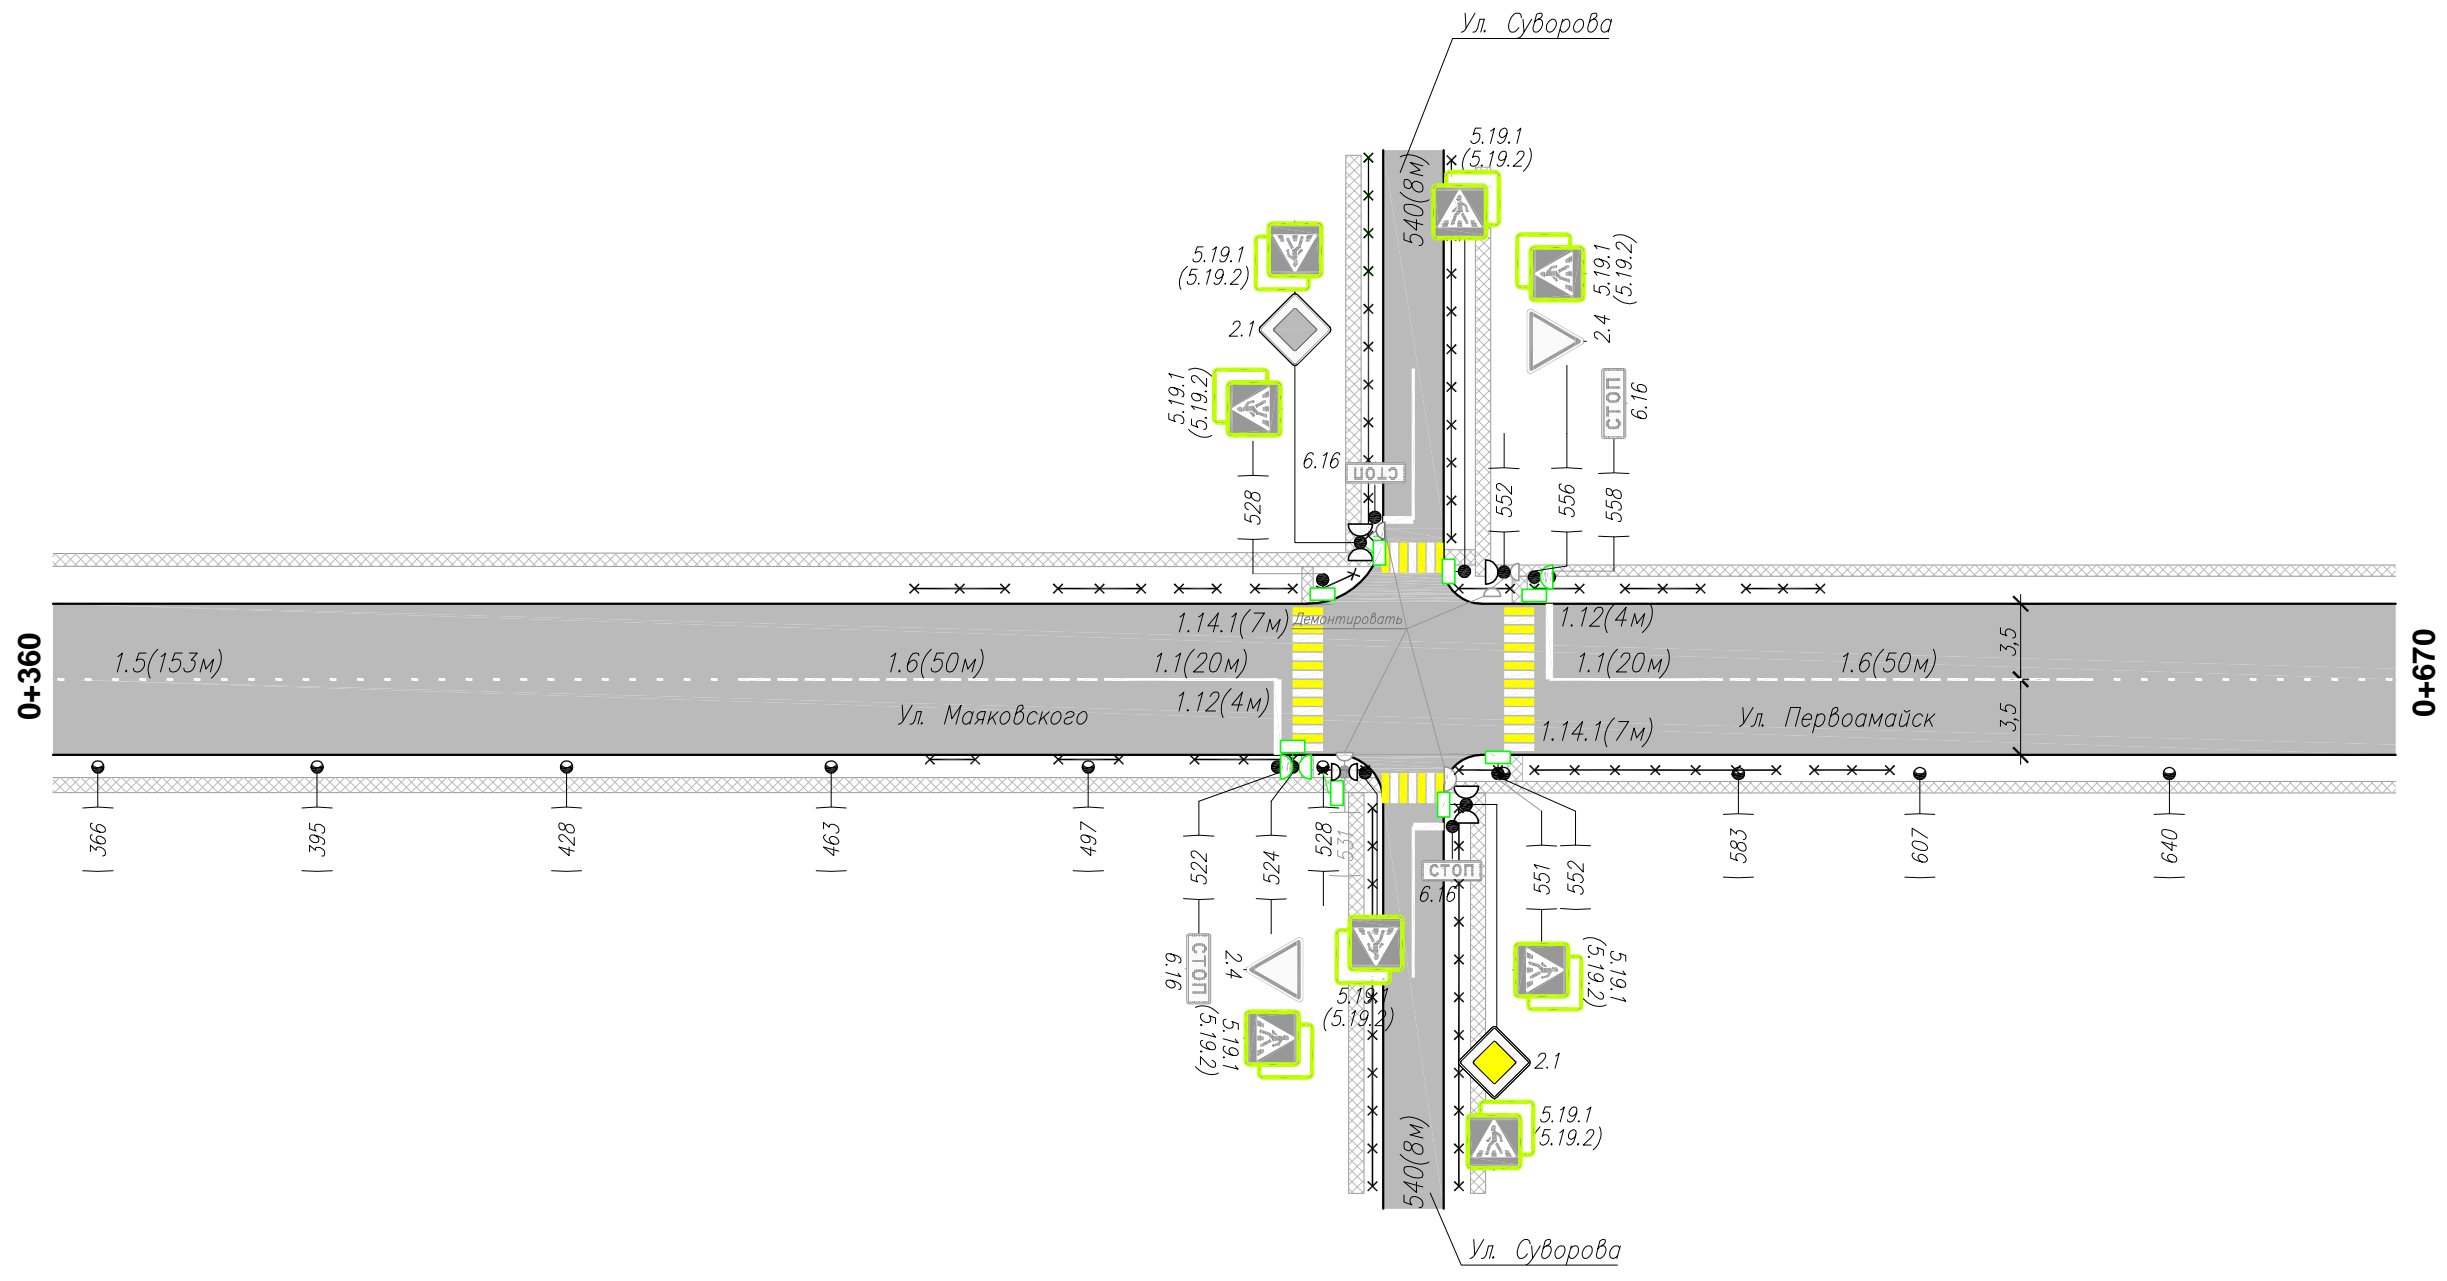 Ул. Суворова
5.19.1
(5.19.2)
540(8м)
5.19.1
(5.19.2)
5.19.1
(5.19.2)
2.1
2.4
5.19.1
(5.19.2)
СТОП
6.16
6.16
СТОП
528
552
556
558
0+360
1.14.1(7м)
Демонтировать
1.12(4м)
1.5(153м)
1.6(50м)
1.1(20м)
1.1(20м)
1.6(50м)
3,5
0+670
1.12(4м)
Ул. Маяковского
1.14.1(7м)
Ул. Первоамайск
3,5
366
395
428
463
497
522
524
528
531
СТОП
6.16
551
552
583
607
640
СТОП
6.16
2.4
5.19.1
(5.19.2)
5.19.1
(5.19.2)
5.19.1
(5.19.2)
2.1
5.19.1
(5.19.2)
540(8м)
Ул. Суворова